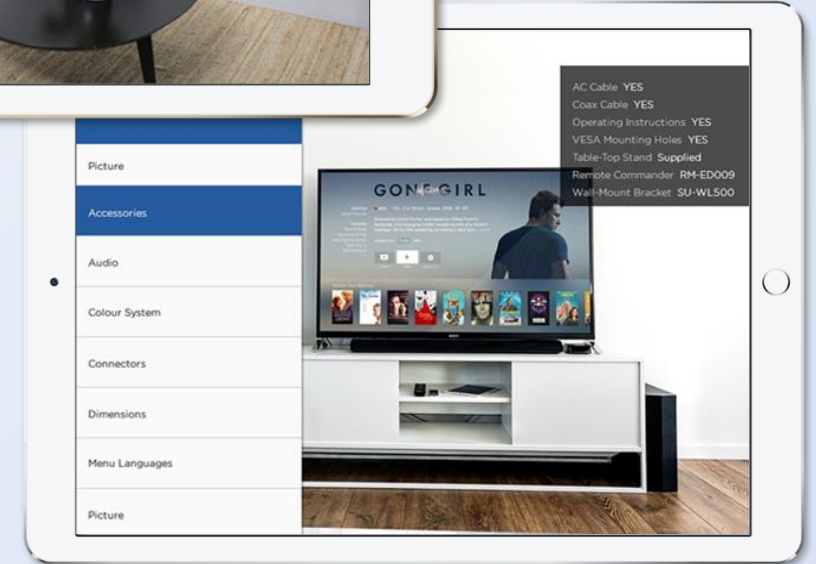 Picture
Accessories
Audio
Colour System
Connectors
Dimensions
Menu Languages
Picture
AC Cable YES
Coax Cable YES
Operating Instructions YES
VESA Mounting Holes YES
Table-Top Stand Supplied
Remote Commander RM-ED009
Wall-Mount Bracket SU-WL500
GONE GIRL